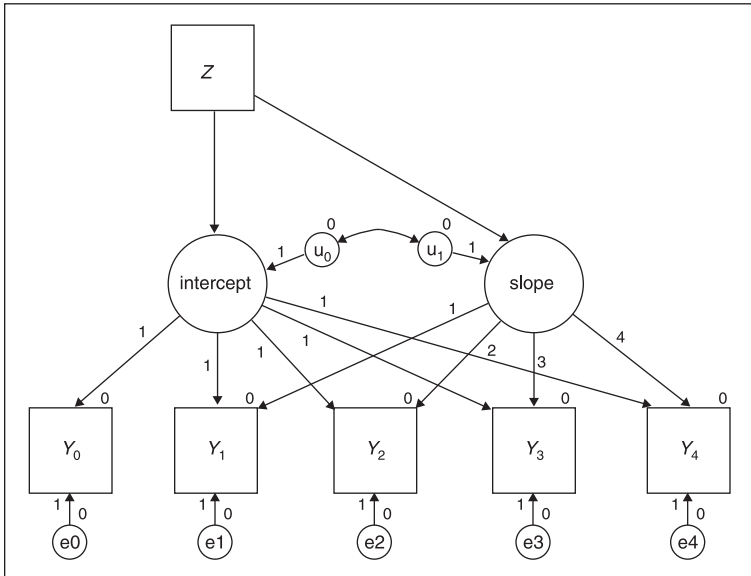 Z
0 0
1 u₀ u₁ 1
intercept slope
1 1 1 1 1 1 2 3 4
0 0 0 0 0
Y₀ Y₁ Y₂ Y₃ Y₄
1 0 1 0 1 0 1 0 1 0
e0 e1 e2 e3 e4